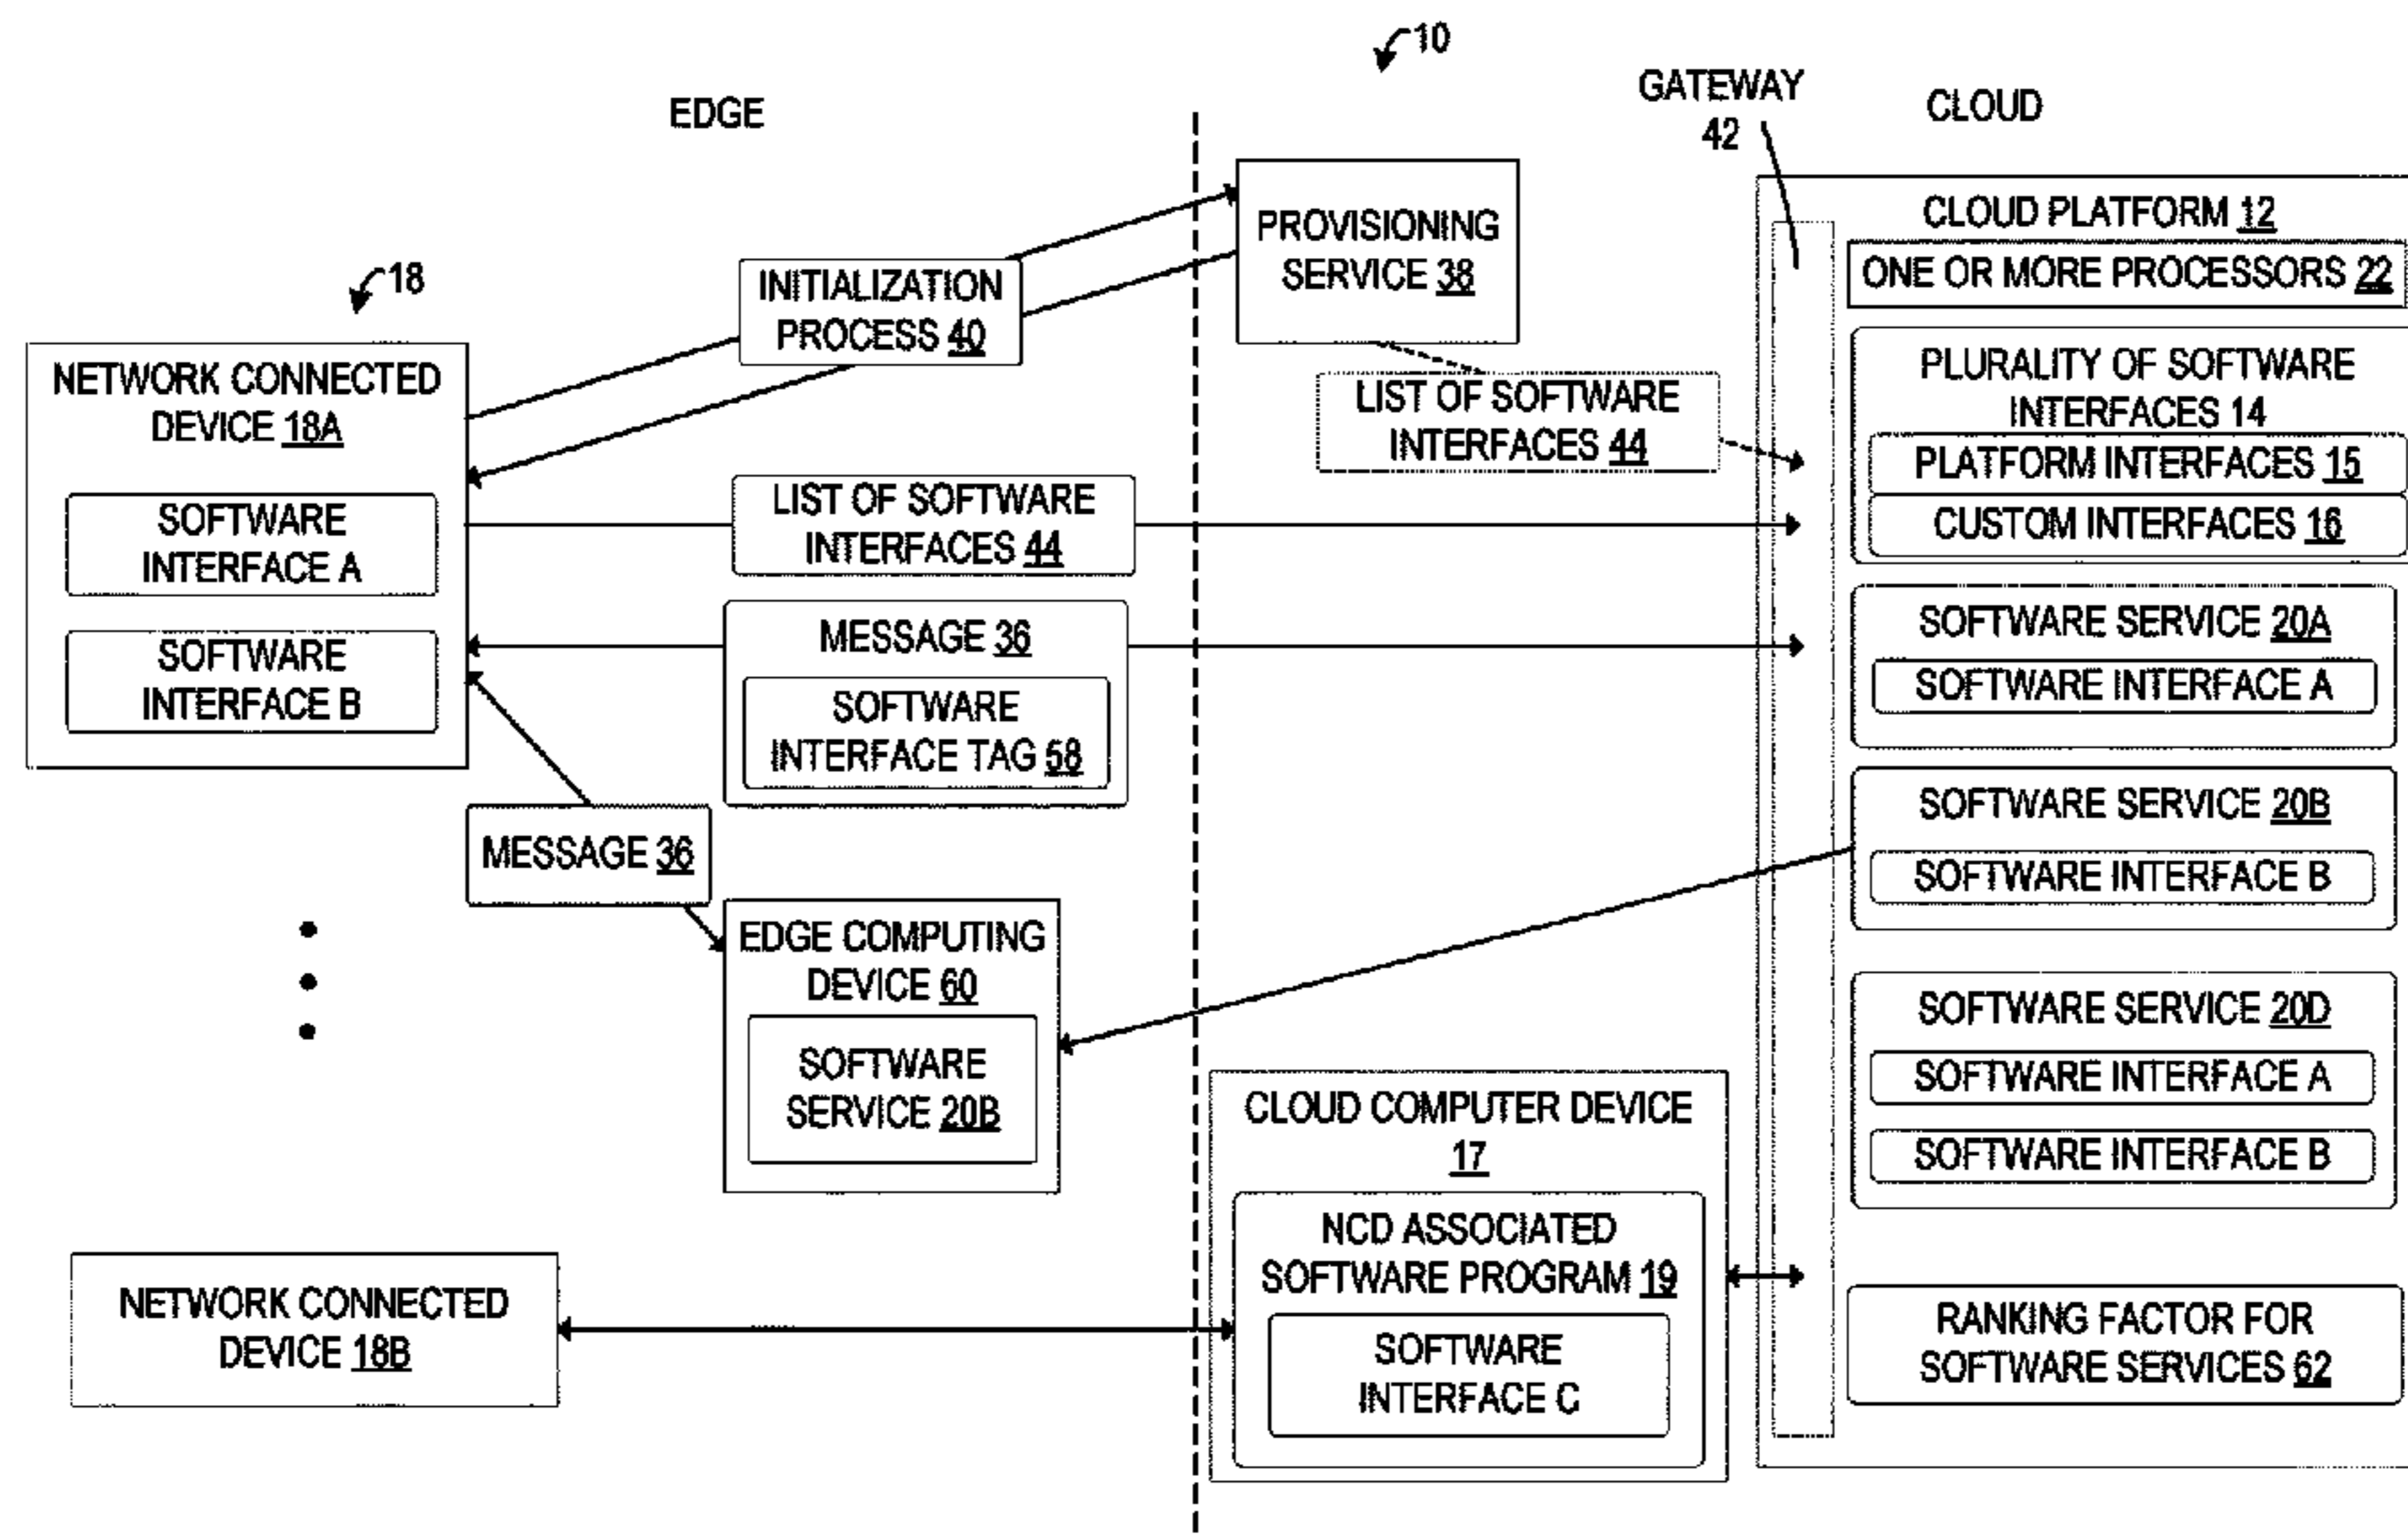 10
EDGE
GATEWAY
42
CLOUD
18
NETWORK CONNECTED
DEVICE 18A
SOFTWARE
INTERFACE A
SOFTWARE
INTERFACE B
INITIALIZATION
PROCESS 40
PROVISIONING
SERVICE 38
LIST OF SOFTWARE
INTERFACES 44
LIST OF SOFTWARE
INTERFACES 44
MESSAGE 36
SOFTWARE
INTERFACE TAG 58
MESSAGE 36
EDGE COMPUTING
DEVICE 60
SOFTWARE
SERVICE 20B
NETWORK CONNECTED
DEVICE 18B
CLOUD COMPUTER DEVICE
17
NCD ASSOCIATED
SOFTWARE PROGRAM 19
SOFTWARE
INTERFACE C
CLOUD PLATFORM 12
ONE OR MORE PROCESSORS 22
PLURALITY OF SOFTWARE
INTERFACES 14
PLATFORM INTERFACES 15
CUSTOM INTERFACES 16
SOFTWARE SERVICE 20A
SOFTWARE INTERFACE A
SOFTWARE SERVICE 20B
SOFTWARE INTERFACE B
SOFTWARE SERVICE 20D
SOFTWARE INTERFACE A
SOFTWARE INTERFACE B
RANKING FACTOR FOR
SOFTWARE SERVICES 62